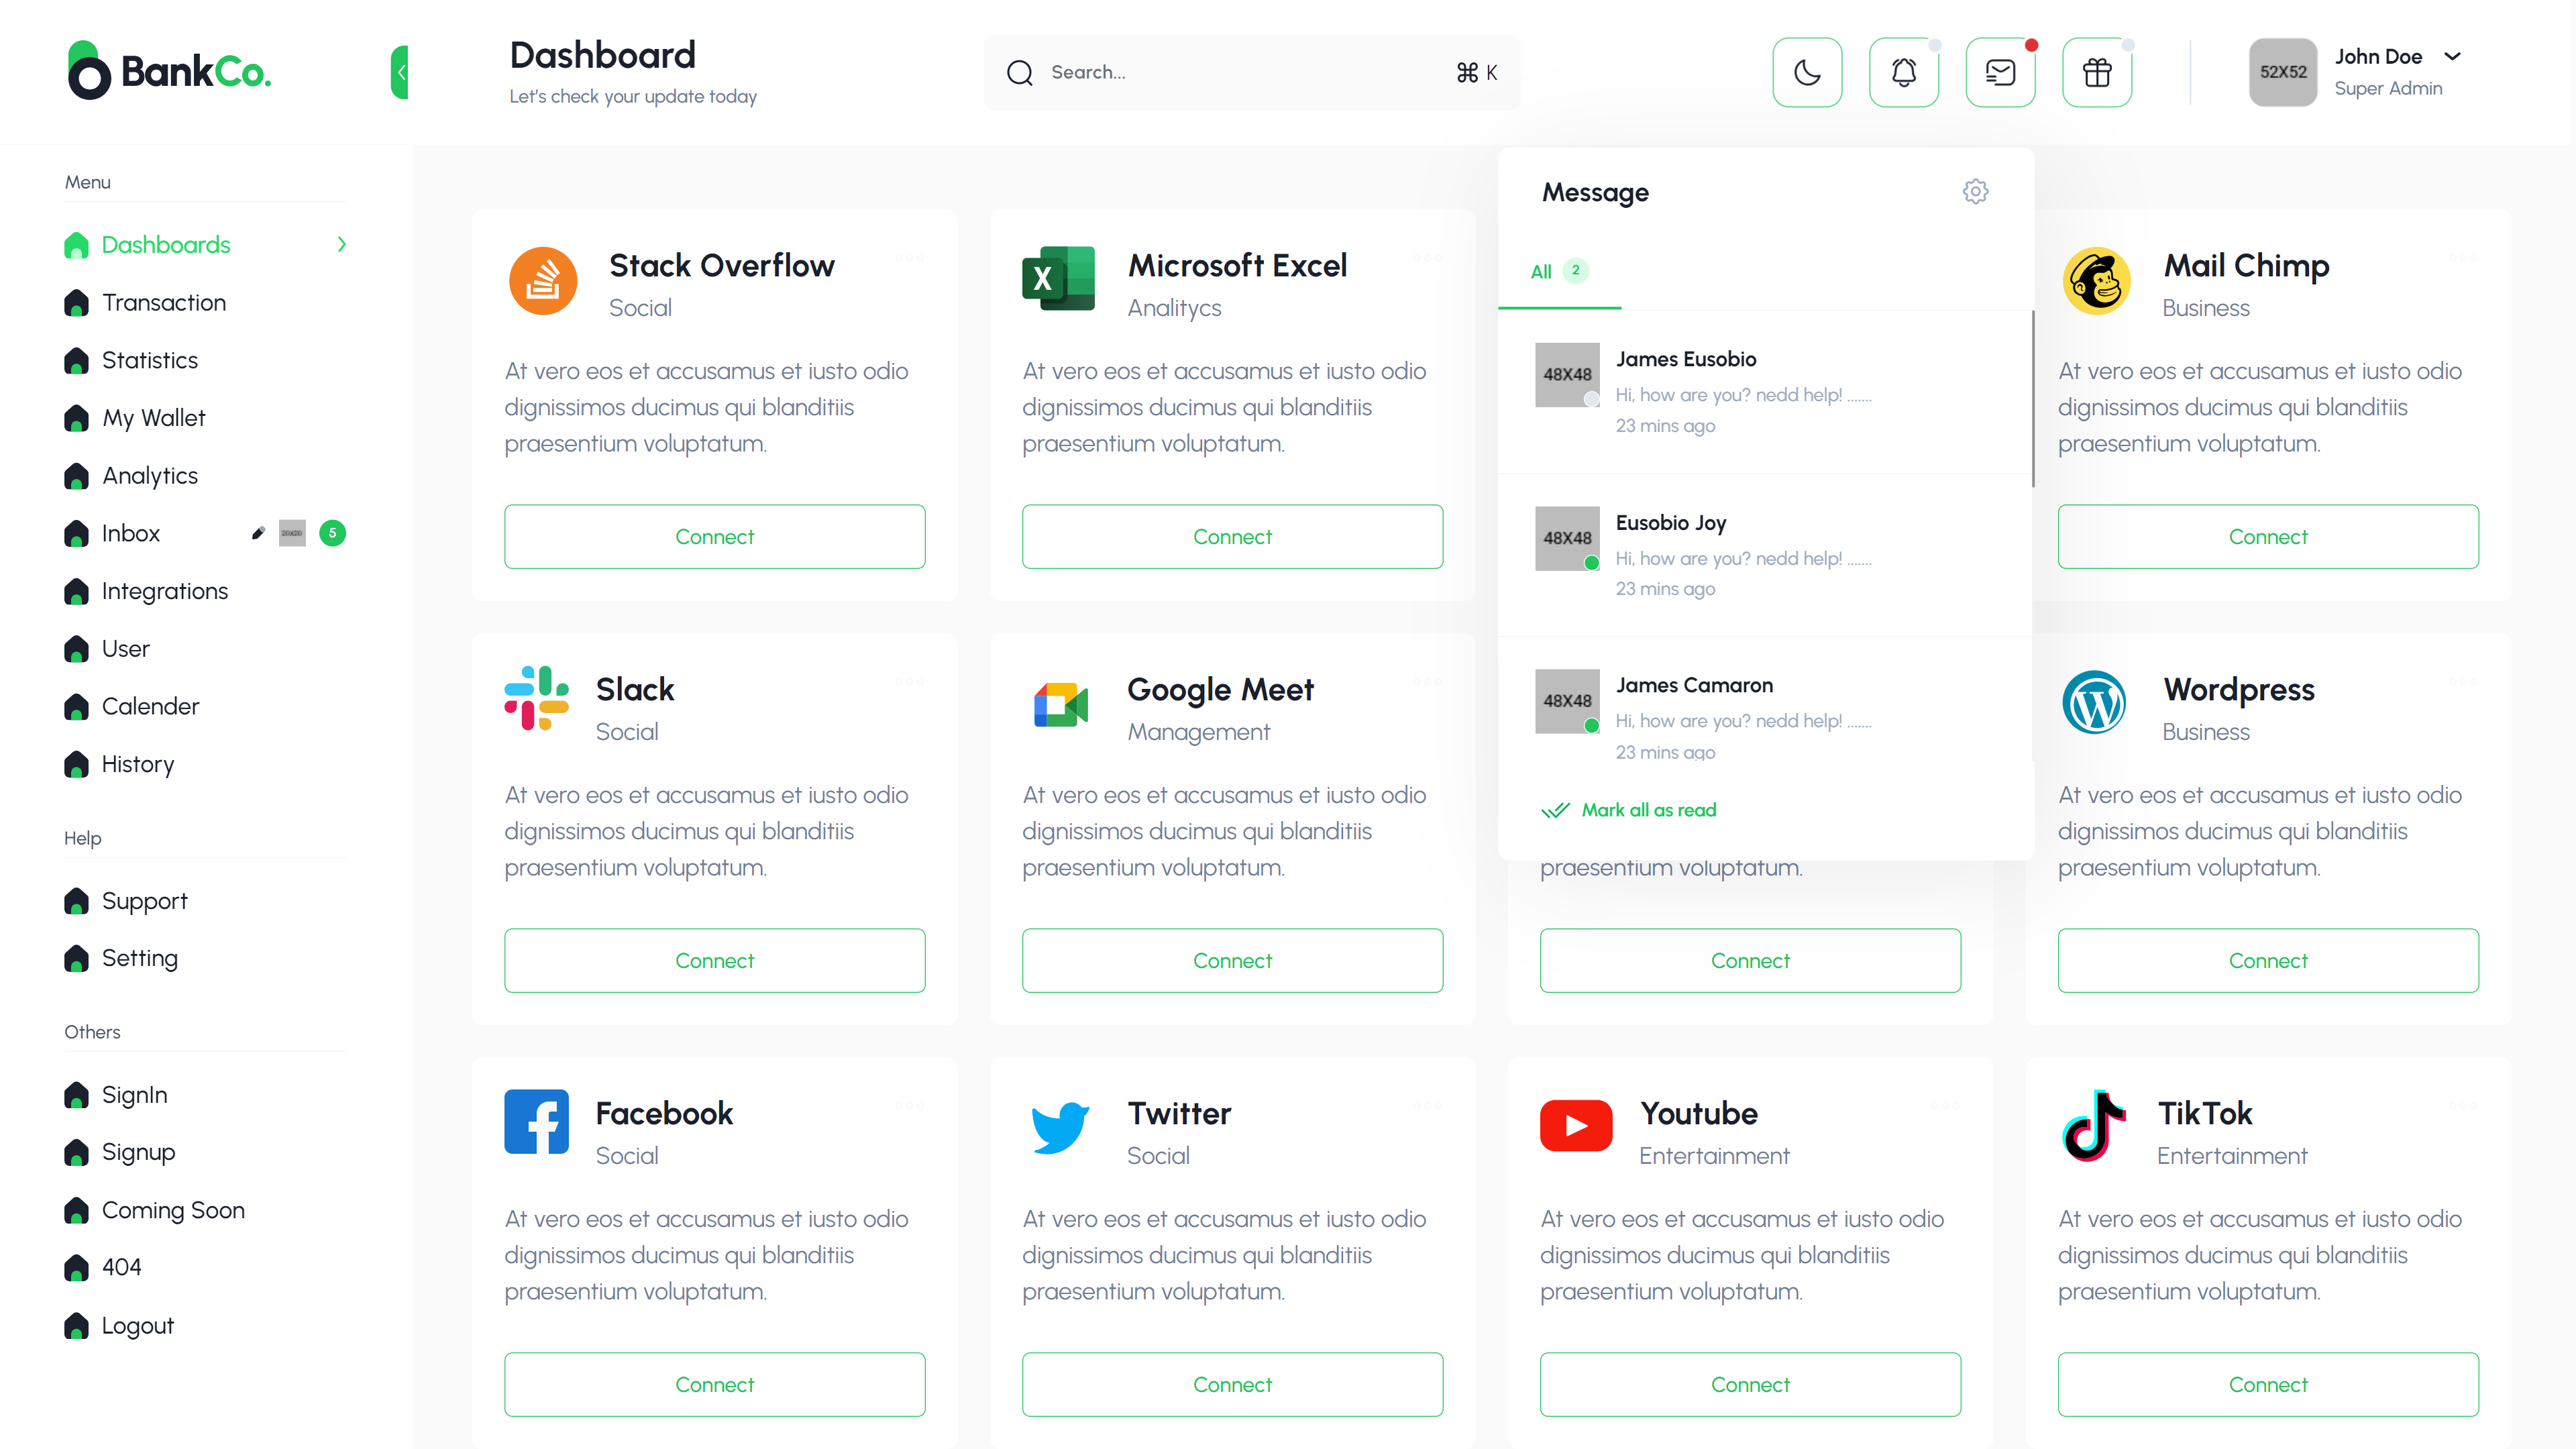 BankCo.
Dashboard
Let's check your update today
Search...
⌘ K
52X52
John Doe
Super Admin
Menu
Dashboards
Transaction
Statistics
My Wallet
Analytics
Inbox
5
Integrations
User
Calender
History
Help
Support
Setting
Others
SignIn
Signup
Coming Soon
404
Logout
Message
All 2
48X48
James Eusobio
Hi, how are you? nedd help! .......
23 mins ago
48X48
Eusobio Joy
Hi, how are you? nedd help! .......
23 mins ago
48X48
James Camaron
Hi, how are you? nedd help! .......
23 mins ago
Mark all as read
Stack Overflow
Social
At vero eos et accusamus et iusto odio
dignissimos ducimus qui blanditiis
praesentium voluptatum.
Connect
Microsoft Excel
Analitycs
At vero eos et accusamus et iusto odio
dignissimos ducimus qui blanditiis
praesentium voluptatum.
Connect
Mail Chimp
Business
At vero eos et accusamus et iusto odio
dignissimos ducimus qui blanditiis
praesentium voluptatum.
Connect
Slack
Social
At vero eos et accusamus et iusto odio
dignissimos ducimus qui blanditiis
praesentium voluptatum.
Connect
Google Meet
Management
At vero eos et accusamus et iusto odio
dignissimos ducimus qui blanditiis
praesentium voluptatum.
Connect
praesentium voluptatum.
Connect
Wordpress
Business
At vero eos et accusamus et iusto odio
dignissimos ducimus qui blanditiis
praesentium voluptatum.
Connect
Facebook
Social
At vero eos et accusamus et iusto odio
dignissimos ducimus qui blanditiis
praesentium voluptatum.
Connect
Twitter
Social
At vero eos et accusamus et iusto odio
dignissimos ducimus qui blanditiis
praesentium voluptatum.
Connect
Youtube
Entertainment
At vero eos et accusamus et iusto odio
dignissimos ducimus qui blanditiis
praesentium voluptatum.
Connect
TikTok
Entertainment
At vero eos et accusamus et iusto odio
dignissimos ducimus qui blanditiis
praesentium voluptatum.
Connect